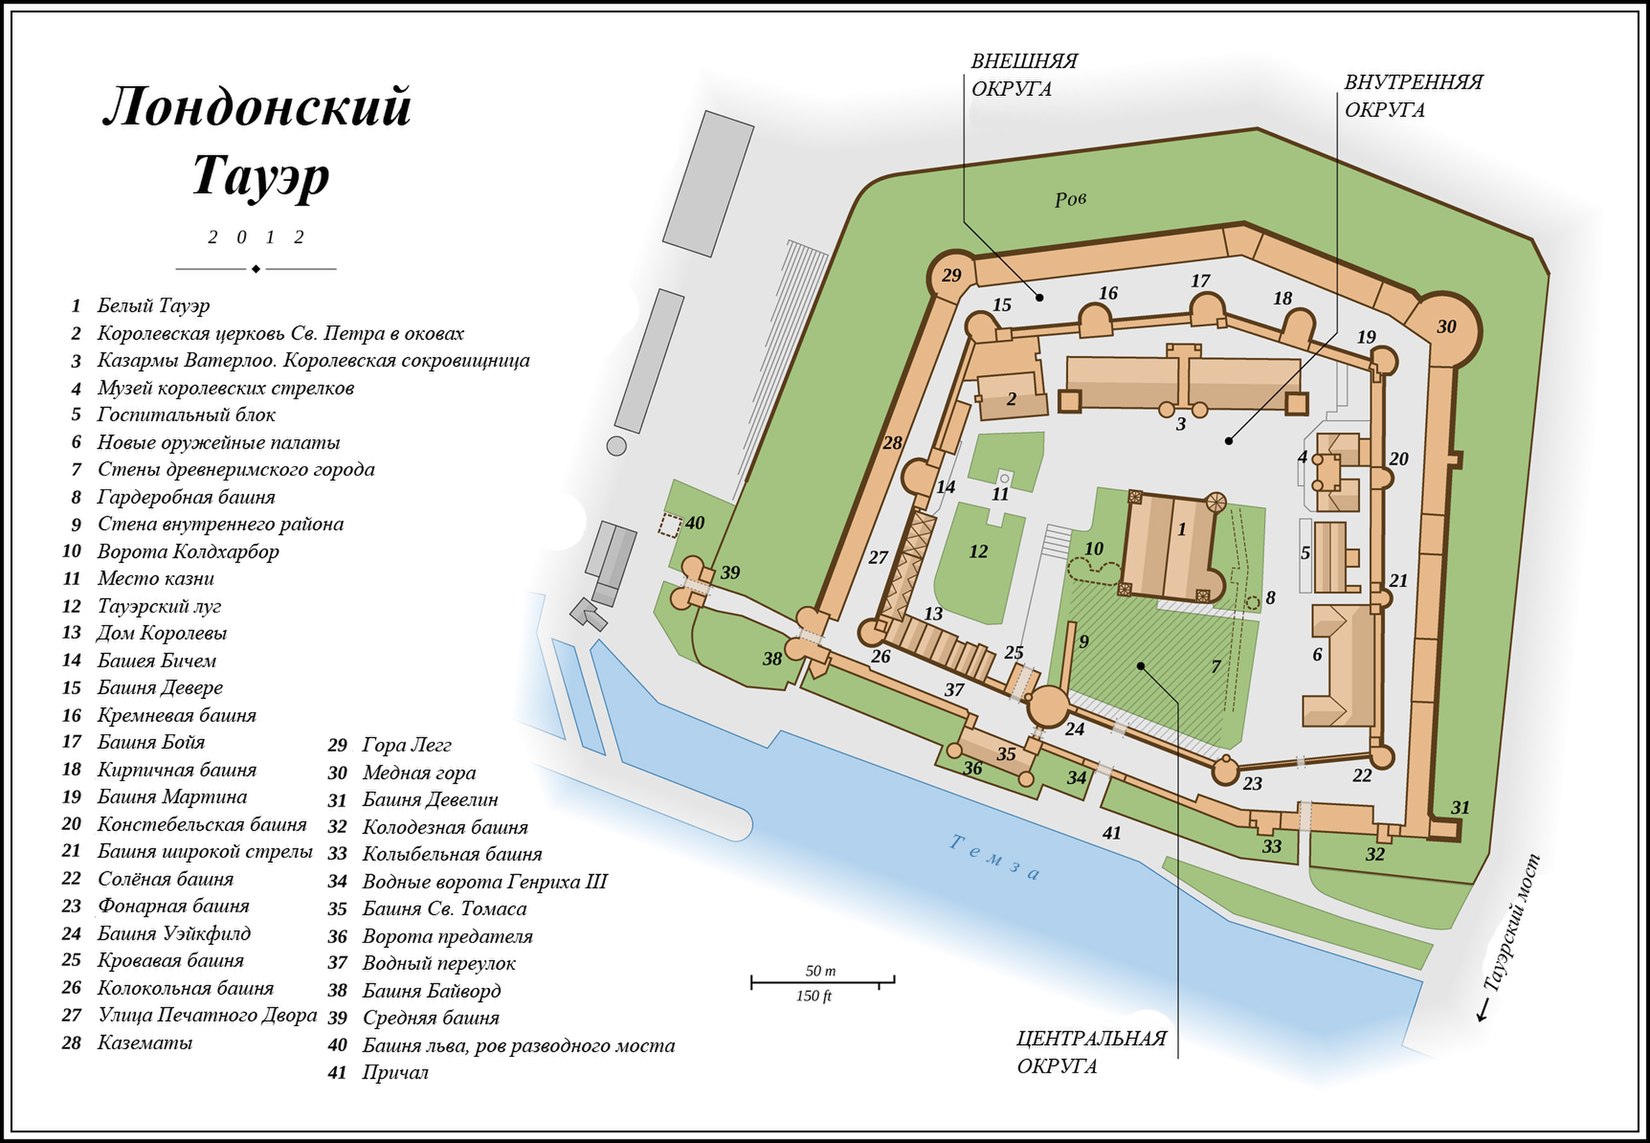 Лондонский
Тауэр
2 0 1 2
1 Белый Тауэр
2 Королевская церковь Св. Петра в оковах
3 Казармы Ватерлоо. Королевская сокровищница
4 Музей королевских стрелков
5 Госпитальный блок
6 Новые оружейные палаты
7 Стены древнеримского города
8 Гардеробная башня
9 Стена внутреннего района
10 Ворота Колдхарбор
11 Место казни
12 Тауэрский луг
13 Дом Королевы
14 Башея Бичем
15 Башня Девере
16 Кремневая башня
17 Башня Бойя
18 Кирпичная башня
19 Башня Мартина
20 Констебельская башня
21 Башня широкой стрелы
22 Солёная башня
23 Фонарная башня
24 Башня Уэйкфилд
25 Кровавая башня
26 Колокольная башня
27 Улица Печатного Двора
28 Казематы
29 Гора Легг
30 Медная гора
31 Башня Девелин
32 Колодезная башня
33 Колыбельная башня
34 Водные ворота Генриха III
35 Башня Св. Томаса
36 Ворота предателя
37 Водный переулок
38 Башня Байворд
39 Средняя башня
40 Башня льва, ров разводного моста
41 Причал
ВНЕШНЯЯ
ОКРУГА
ВНУТРЕННЯЯ
ОКРУГА
Ров
29
15
16
17
18
19
30
2
3
28
14
11
4
20
40
10
1
5
12
27
39
21
8
13
9
6
38
26
25
7
37
24
35
36
34
23
22
31
41
33
32
Темза
Тауэрский мост
50 m
150 ft
ЦЕНТРАЛЬНАЯ
ОКРУГА